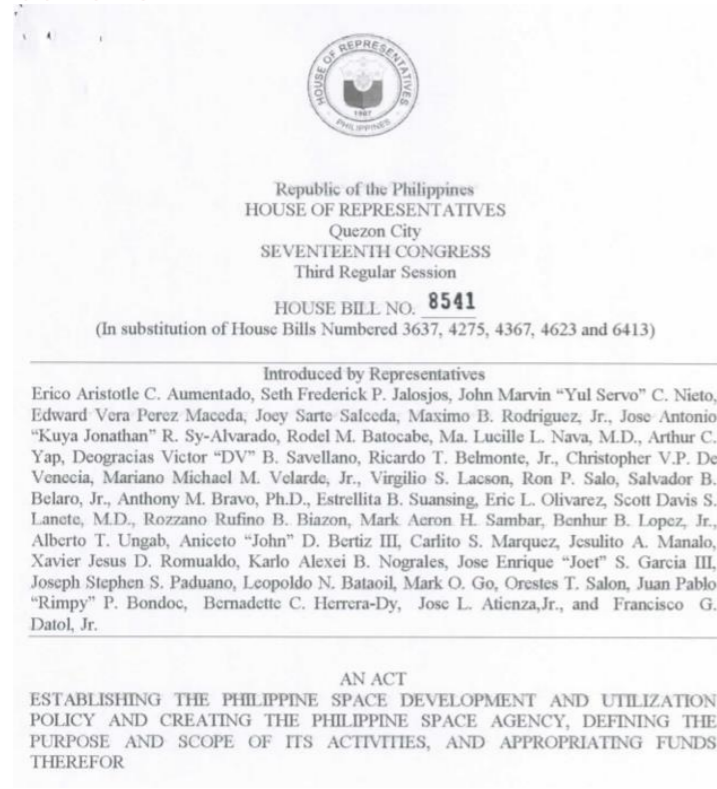 HOUSE OF REPRESENTATIVES
1907
PHILIPPINES
Republic of the Philippines
HOUSE OF REPRESENTATIVES
Quezon City
SEVENTEENTH CONGRESS
Third Regular Session
HOUSE BILL NO. 8541
(In substitution of House Bills Numbered 3637, 4275, 4367, 4623 and 6413)
Introduced by Representatives
Erico Aristotle C. Aumentado, Seth Frederick P. Jalosjos, John Marvin “Yul Servo” C. Nieto,
Edward Vera Perez Maceda, Joey Sarte Salceda, Maximo B. Rodriguez, Jr., Jose Antonio
“Kuya Jonathan” R. Sy-Alvarado, Rodel M. Batocabe, Ma. Lucille L. Nava, M.D., Arthur C.
Yap, Deogracias Victor “DV” B. Savellano, Ricardo T. Belmonte, Jr., Christopher V.P. De
Venecia, Mariano Michael M. Velarde, Jr., Virgilio S. Lacson, Ron P. Salo, Salvador B.
Belaro, Jr., Anthony M. Bravo, Ph.D., Estrellita B. Suansing, Eric L. Olivarez, Scott Davis S.
Lanete, M.D., Rozzano Rufino B. Biazon, Mark Aeron H. Sambar, Benhur B. Lopez, Jr.,
Alberto T. Ungab, Aniceto “John” D. Bertiz III, Carlito S. Marquez, Jesulito A. Manalo,
Xavier Jesus D. Romualdo, Karlo Alexei B. Nograles, Jose Enrique “Joet” S. Garcia III,
Joseph Stephen S. Paduano, Leopoldo N. Bataoil, Mark O. Go, Orestes T. Salon, Juan Pablo
“Rimpy” P. Bondoc, Bernadette C. Herrera-Dy, Jose L. Atienza,Jr., and Francisco G.
Datol, Jr.
AN ACT
ESTABLISHING THE PHILIPPINE SPACE DEVELOPMENT AND UTILIZATION
POLICY AND CREATING THE PHILIPPINE SPACE AGENCY, DEFINING THE
PURPOSE AND SCOPE OF ITS ACTIVITIES, AND APPROPRIATING FUNDS
THEREFOR